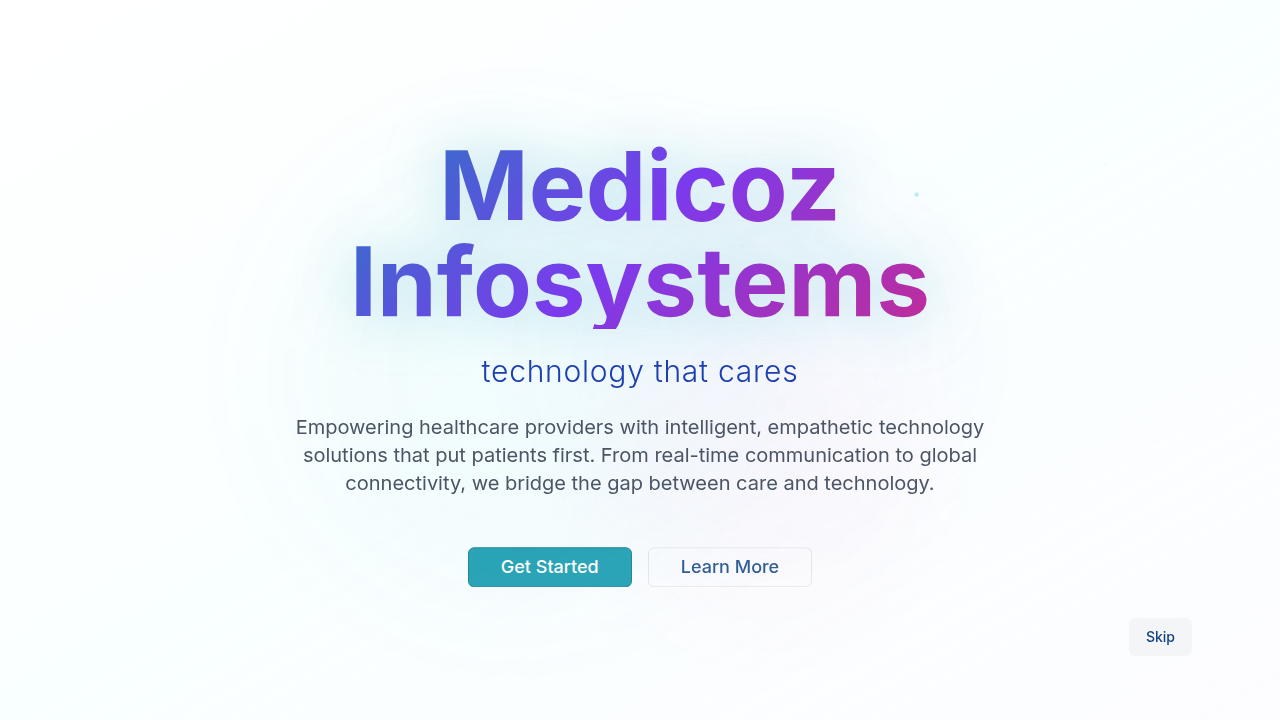 Medicoz
Infosystems
technology that cares
Empowering healthcare providers with intelligent, empathetic technology
solutions that put patients first. From real-time communication to global
connectivity, we bridge the gap between care and technology.
Get Started
Learn More
Skip